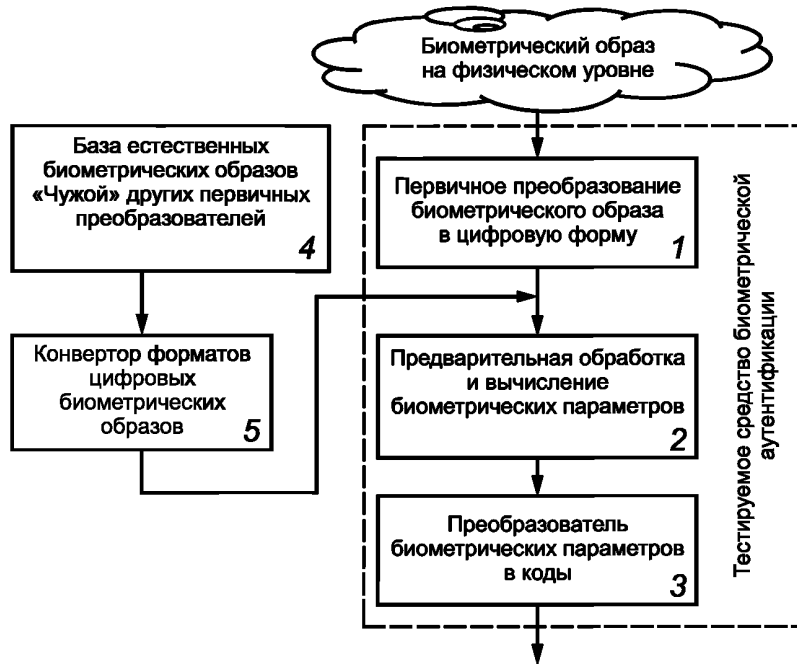 Биометрический образ
на физическом уровне
База естественных
биометрических образов
«Чужой» других первичных
преобразователей
4
Первичное преобразование
биометрического образа
в цифровую форму
1
Конвертор форматов
цифровых
биометрических
образов
5
Предварительная обработка
и вычисление
биометрических параметров
2
Преобразователь
биометрических параметров
в коды
3
Тестируемое средство биометрической
аутентификации